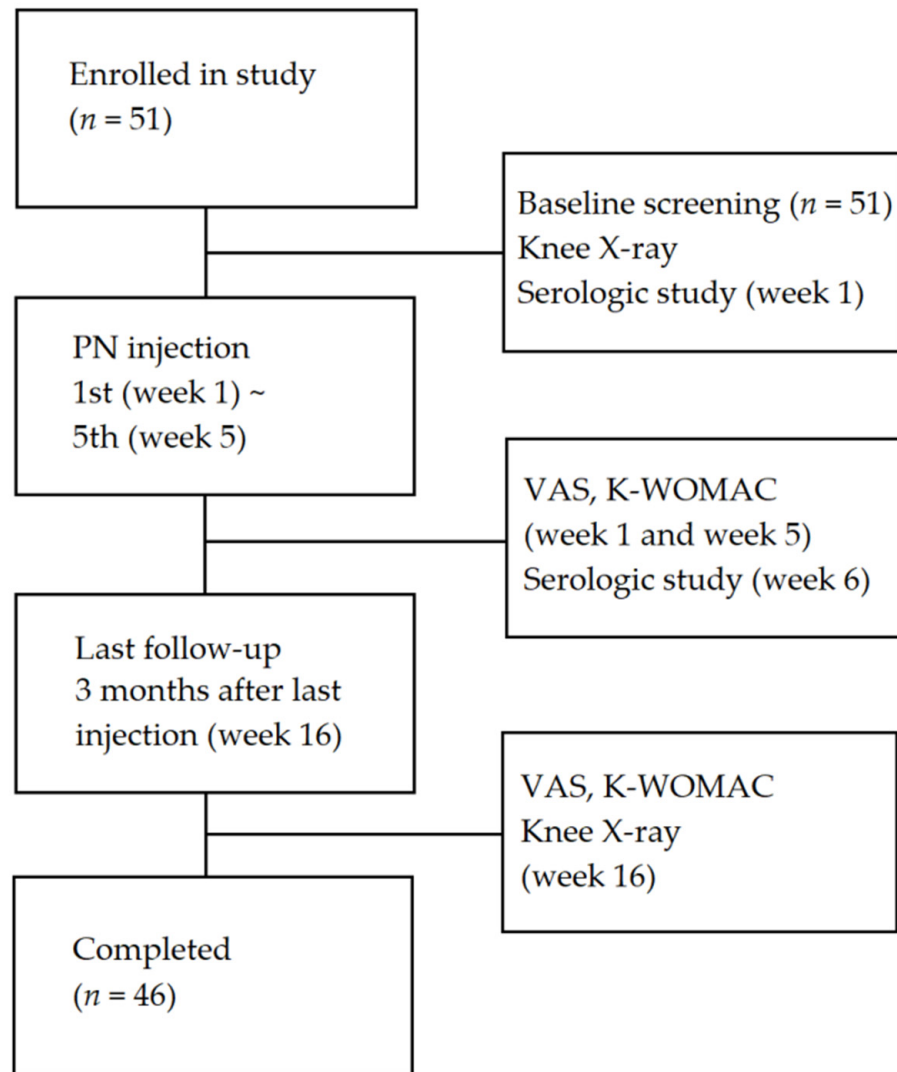 Enrolled in study
(n = 51)
Baseline screening (n = 51)
Knee X-ray
Serologic study (week 1)
PN injection
1st (week 1) ~
5th (week 5)
VAS, K-WOMAC
(week 1 and week 5)
Serologic study (week 6)
Last follow-up
3 months after last
injection (week 16)
VAS, K-WOMAC
Knee X-ray
(week 16)
Completed
(n = 46)